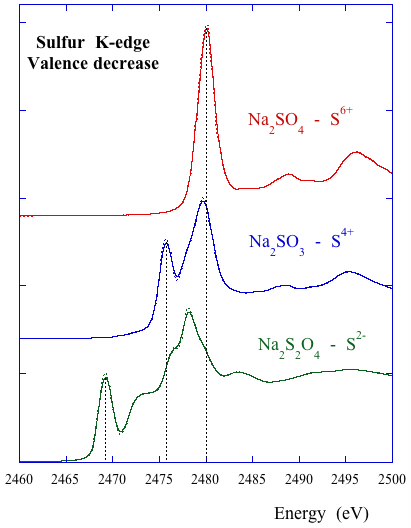 Sulfur K-edge
Valence decrease
Na₂SO₄ - S⁶⁺
Na₂SO₃ - S⁴⁺
Na₂S₂O₄ - S²⁻
2460 2465 2470 2475 2480 2485 2490 2495 2500
Energy (eV)